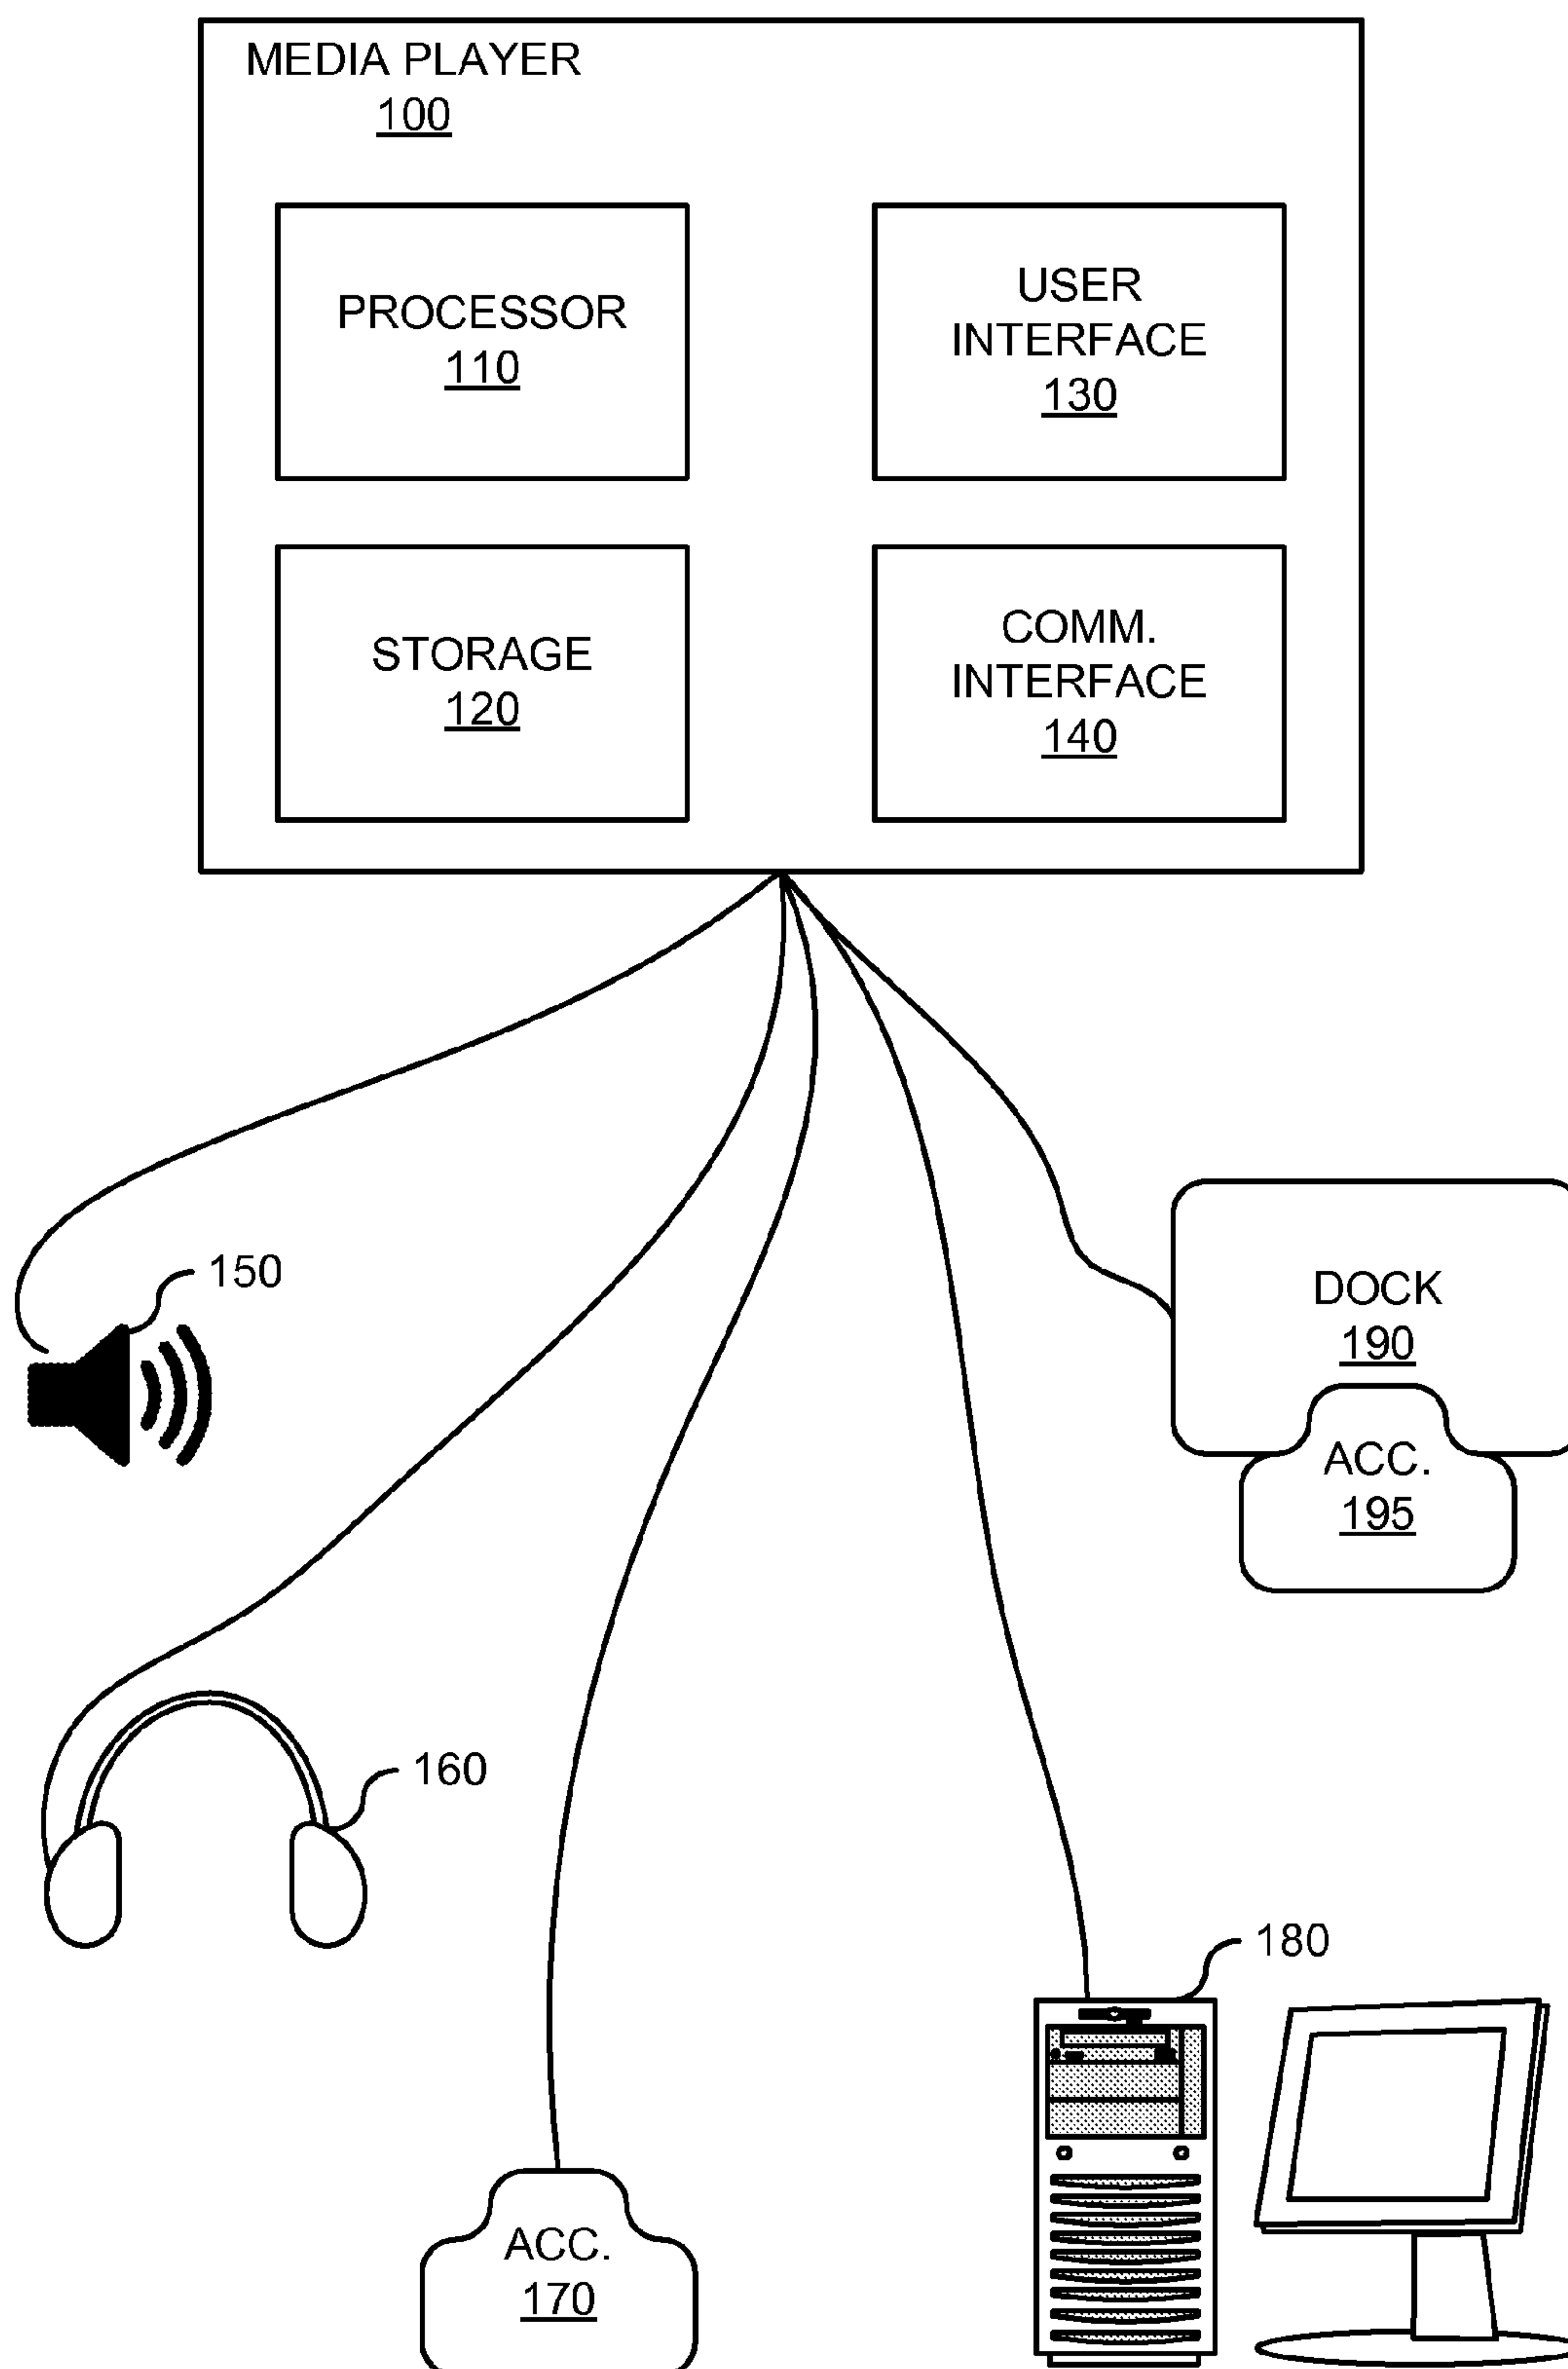 MEDIA PLAYER
100
PROCESSOR
110
USER
INTERFACE
130
STORAGE
120
COMM.
INTERFACE
140
150
DOCK
190
ACC.
195
160
180
ACC.
170